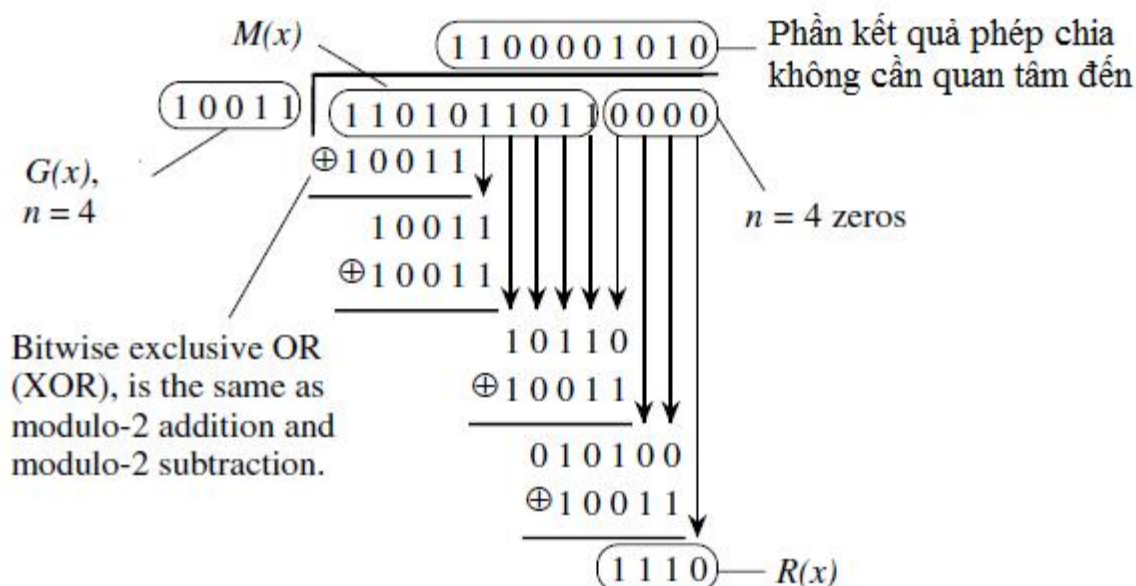 M(x)
1 1 0 0 0 0 1 0 1 0
Phần kết quả phép chia
không cần quan tâm đến
1 0 0 1 1
1 1 0 1 0 1 1 0 1 1 0 0 0 0
G(x),
n = 4
⊕ 1 0 0 1 1
n = 4 zeros
1 0 0 1 1
⊕ 1 0 0 1 1
Bitwise exclusive OR
(XOR), is the same as
modulo-2 addition and
modulo-2 subtraction.
1 0 1 1 0
⊕ 1 0 0 1 1
0 1 0 1 0 0
⊕ 1 0 0 1 1
1 1 1 0
R(x)